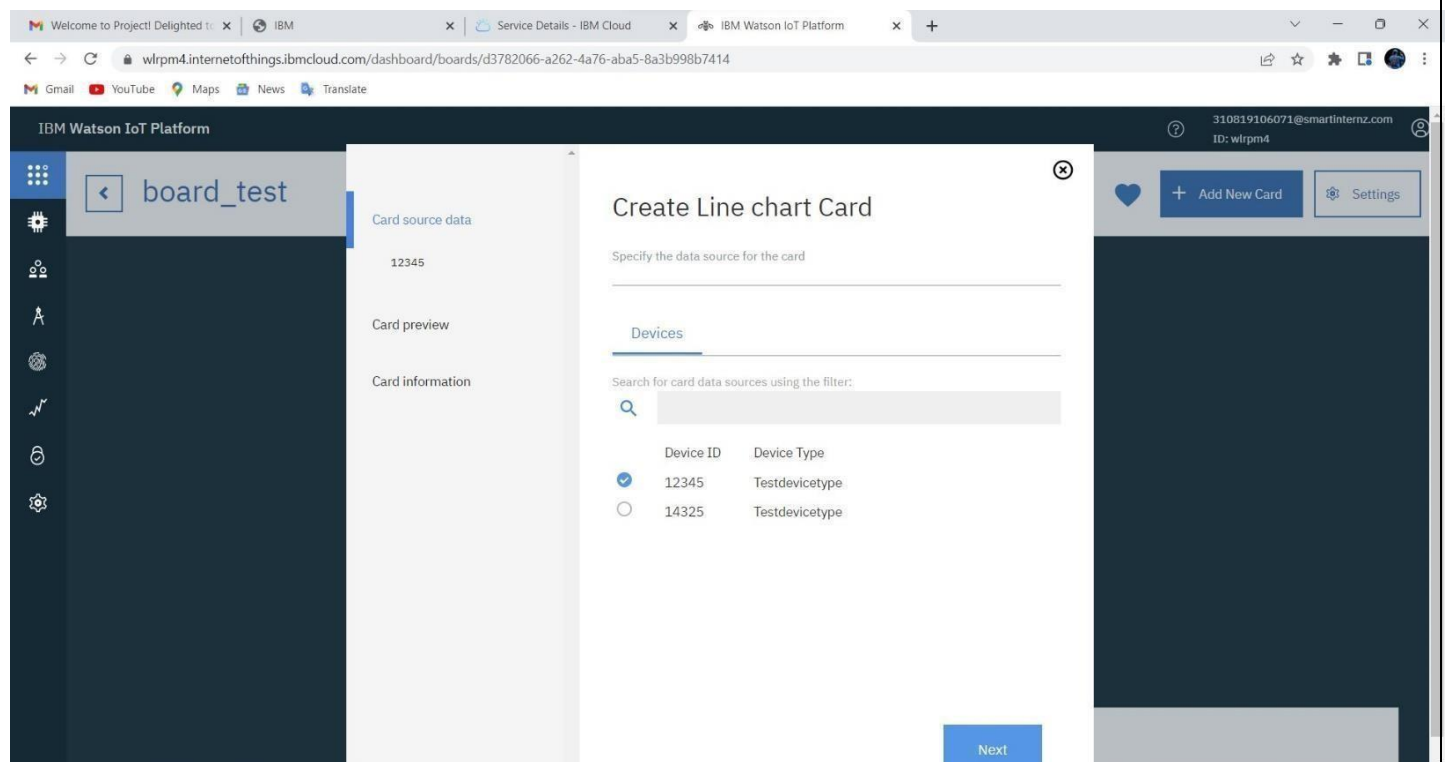 Welcome to Project! Delighted to
IBM
Service Details - IBM Cloud
IBM Watson IoT Platform
wlrpm4.internetofthings.ibmcloud.com/dashboard/boards/d3782066-a262-4a76-aba5-8a3b998b7414
Gmail YouTube Maps News Translate
IBM Watson IoT Platform
310819106071@smartinternz.com
ID: wlrpm4
board_test
Add New Card
Settings
Card source data
12345
Card preview
Card information
Create Line chart Card
Specify the data source for the card
Devices
Search for card data sources using the filter:
Device ID Device Type
12345 Testdevicetype
14325 Testdevicetype
Next